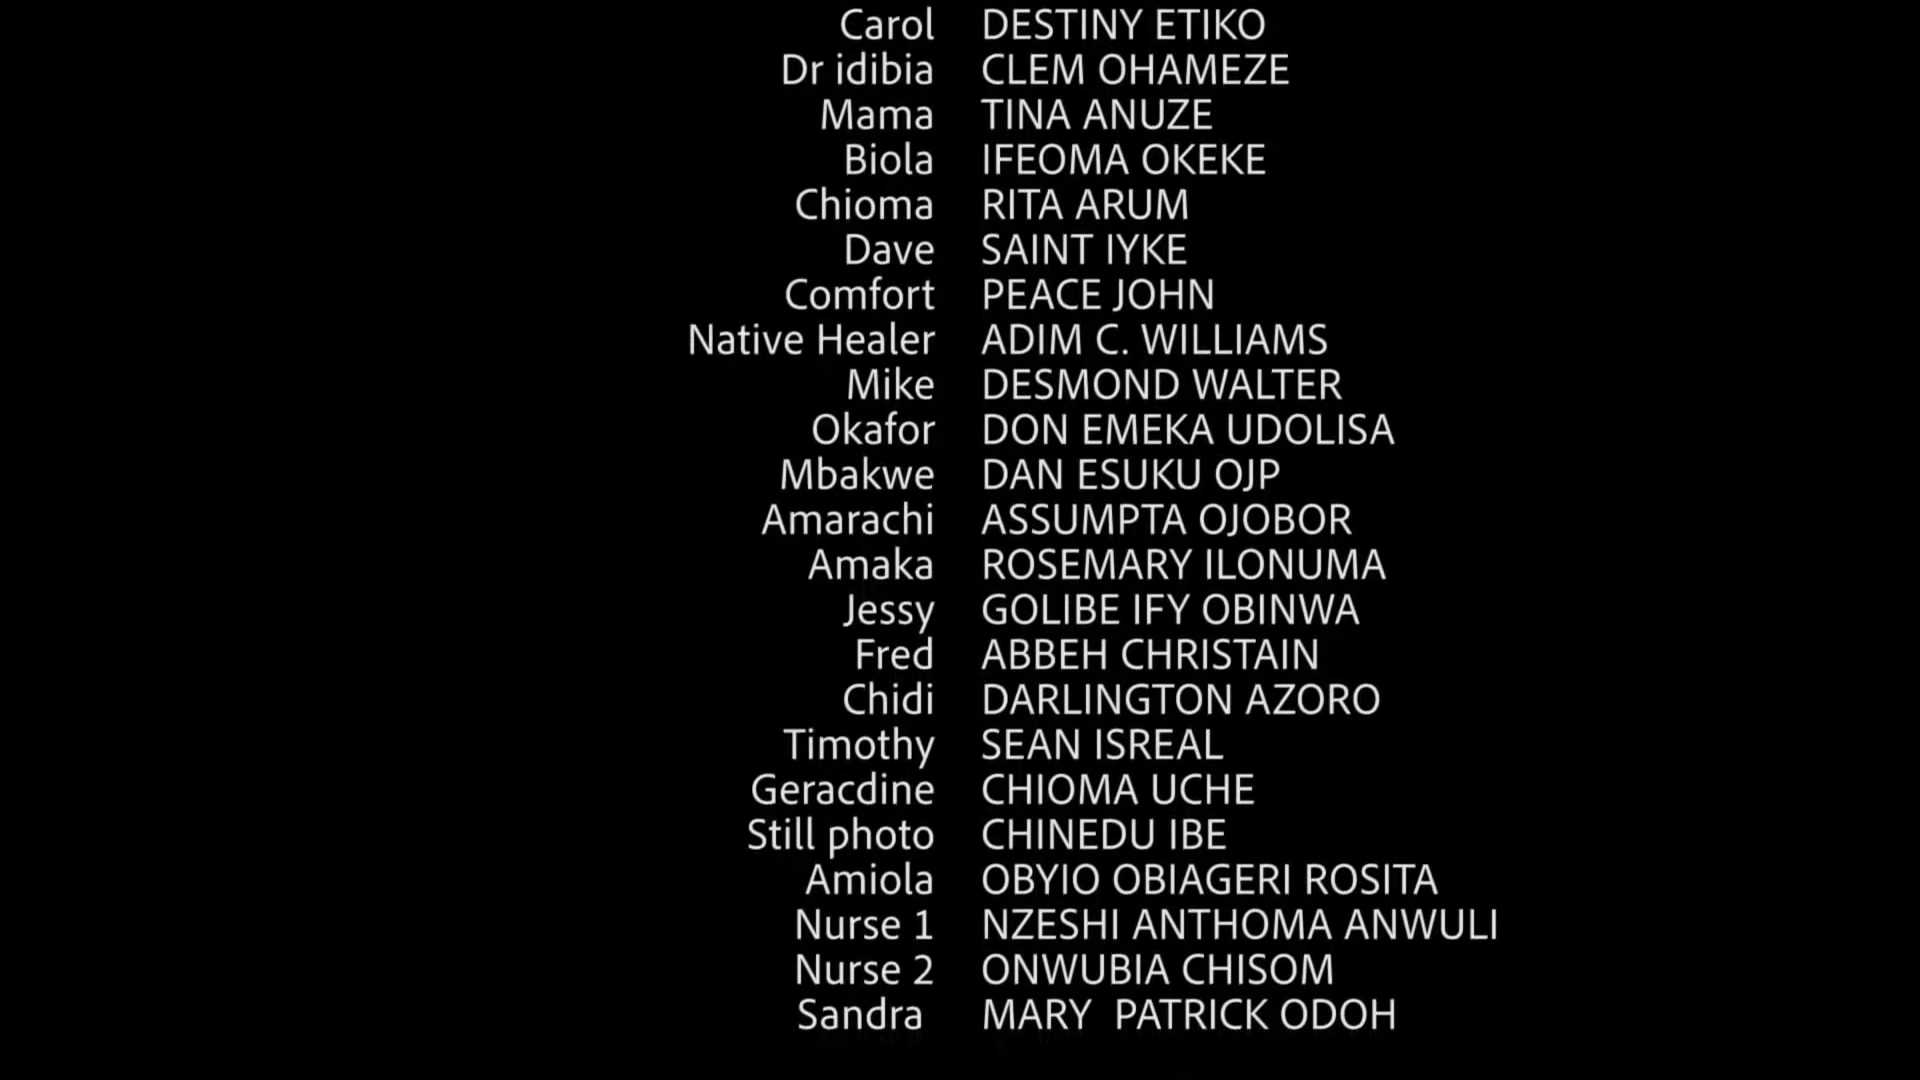 Carol DESTINY ETIKO
Dr idibia CLEM OHAMEZE
Mama TINA ANUZE
Biola IFEOMA OKEKE
Chioma RITA ARUM
Dave SAINT IYKE
Comfort PEACE JOHN
Native Healer ADIM C. WILLIAMS
Mike DESMOND WALTER
Okafor DON EMEKA UDOLISA
Mbakwe DAN ESUKU OJP
Amarachi ASSUMPTA OJOBOR
Amaka ROSEMARY ILONUMA
Jessy GOLIBE IFY OBINWA
Fred ABBEH CHRISTAIN
Chidi DARLINGTON AZORO
Timothy SEAN ISREAL
Geracdine CHIOMA UCHE
Still photo CHINEDU IBE
Amiola OBYIO OBIAGERI ROSITA
Nurse 1 NZESHI ANTHOMA ANWULI
Nurse 2 ONWUBIA CHISOM
Sandra MARY PATRICK ODOH